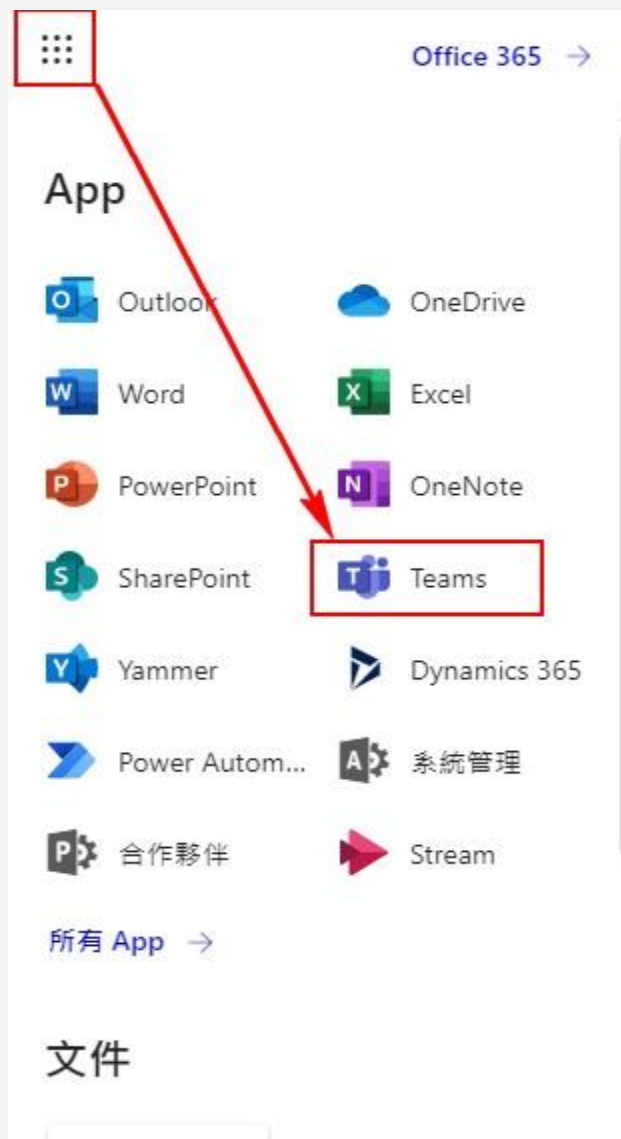 Office 365 →
App
Outlook OneDrive
Word Excel
PowerPoint OneNote
SharePoint Teams
Yammer Dynamics 365
Power Autom... 系統管理
合作夥伴 Stream
所有 App →
文件